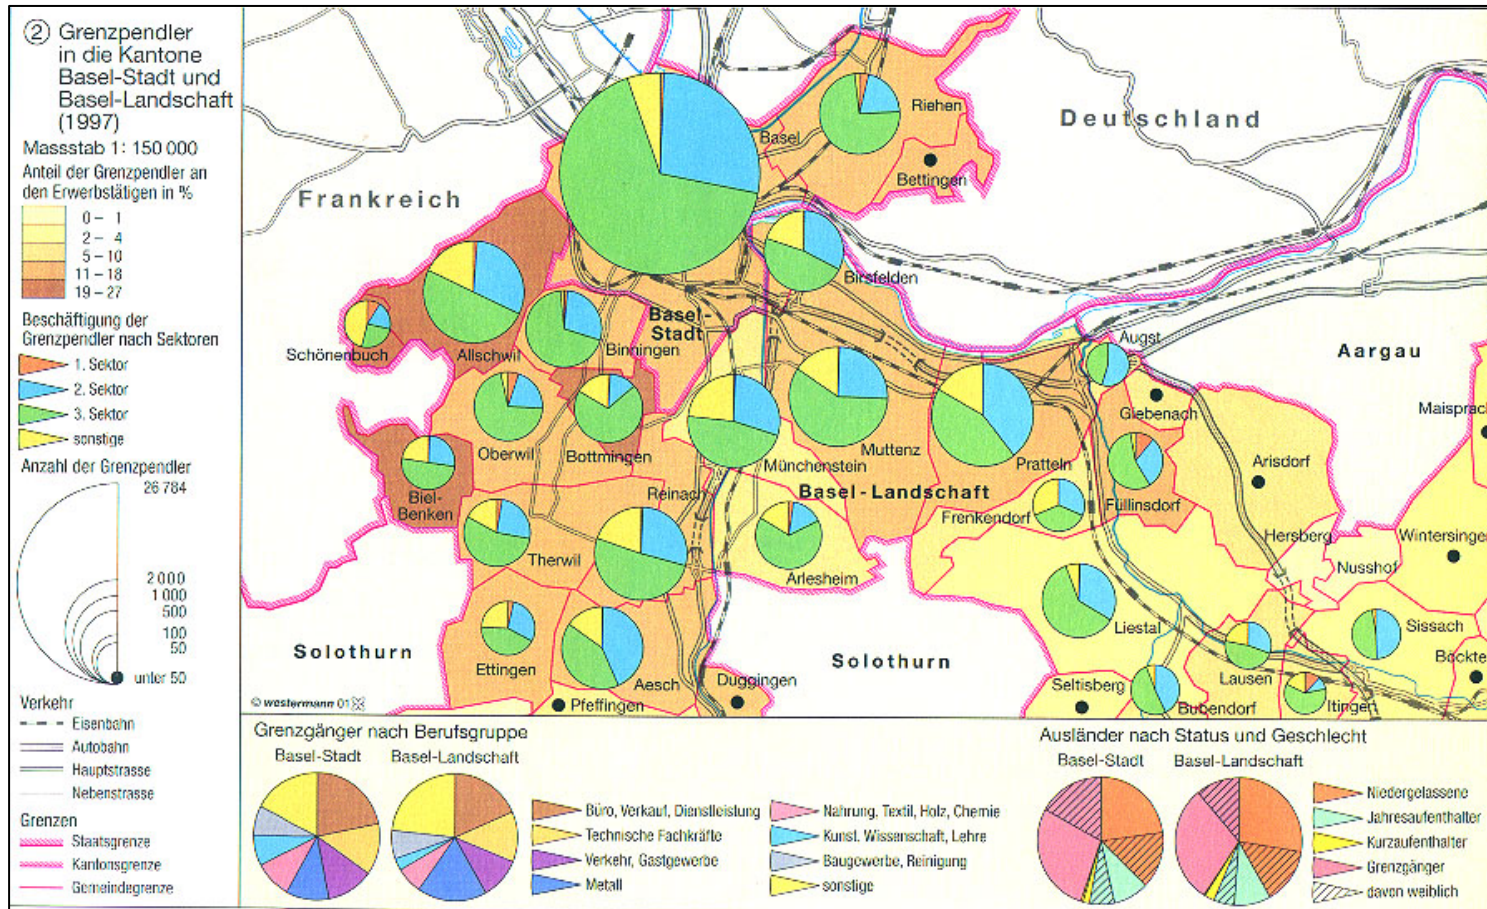 ② Grenzpendler
in die Kantone
Basel-Stadt und
Basel-Landschaft
(1997)
Massstab 1: 150 000
Anteil der Grenzpendler an
den Erwerbstätigen in %
0 – 1
2 – 4
5 – 10
11 – 18
19 – 27
Beschäftigung der
Grenzpendler nach Sektoren
1. Sektor
2. Sektor
3. Sektor
sonstige
Anzahl der Grenzpendler
26 784
2 000
1 000
500
100
50
unter 50
Verkehr
Eisenbahn
Autobahn
Hauptstrasse
Nebenstrasse
Grenzen
Staatsgrenze
Kantonsgrenze
Gemeindegrenze
Frankreich
Deutschland
Basel
Riehen
Bettingen
Birsfelden
Basel-
Stadt
Schönenbuch
Allschwil
Binningen
Augst
Aargau
Giebenach
Maisprach
Oberwil
Bottmingen
Münchenstein
Muttenz
Pratteln
Arisdorf
Biel-
Benken
Reinach
Basel-Landschaft
Füllinsdorf
Frenkendorf
Hersberg
Wintersingen
Nusshof
Therwil
Arlesheim
Liestal
Sissach
Solothurn
Ettingen
Aesch
Solothurn
Duggingen
Seltisberg
Lausen
Böckte
© westermann 01
Pfeffingen
Bubendorf
Itingen
Grenzgänger nach Berufsgruppe
Basel-Stadt
Basel-Landschaft
Büro, Verkauf, Dienstleistung
Technische Fachkräfte
Verkehr, Gastgewerbe
Metall
Nahrung, Textil, Holz, Chemie
Kunst, Wissenschaft, Lehre
Baugewerbe, Reinigung
sonstige
Ausländer nach Status und Geschlecht
Basel-Stadt
Basel-Landschaft
Niedergelassene
Jahresaufenthalter
Kurzaufenthalter
Grenzgänger
davon weiblich